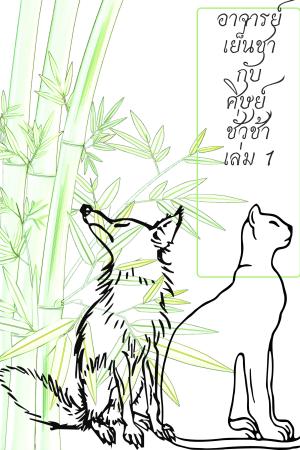 อาจารย์
เย็นชา
กับ
ศิษย์
ชั่วช้า
เล่ม 1